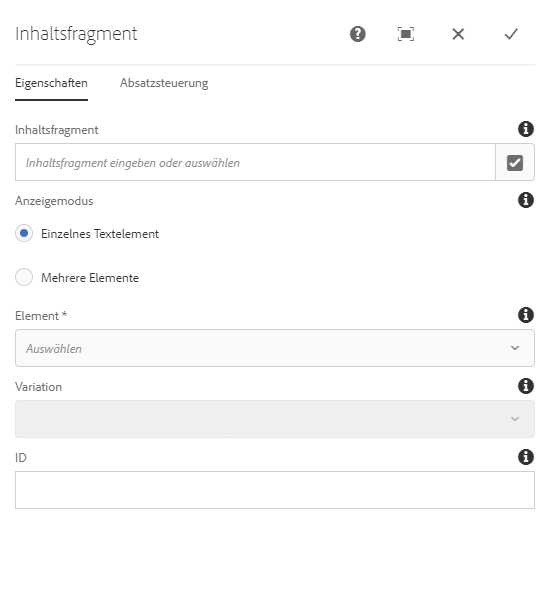 Inhaltsfragment
Eigenschaften Absatzsteuerung
Inhaltsfragment
Inhaltsfragment eingeben oder auswählen
Anzeigemodus
Einzelnes Textelement
Mehrere Elemente
Element *
Auswählen
Variation
ID